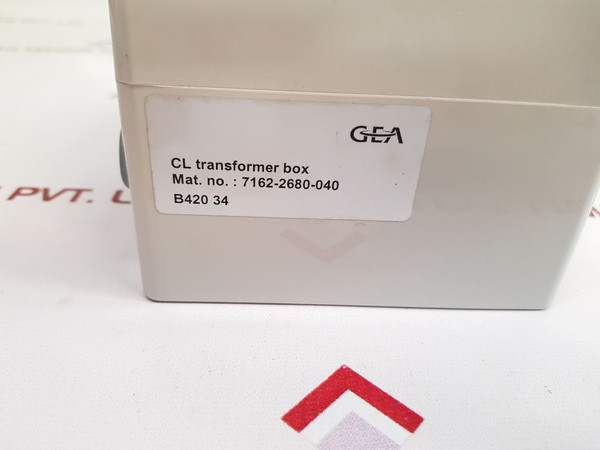 GEA
CL transformer box
Mat. no. : 7162-2680-040
B420 34
PVT. L